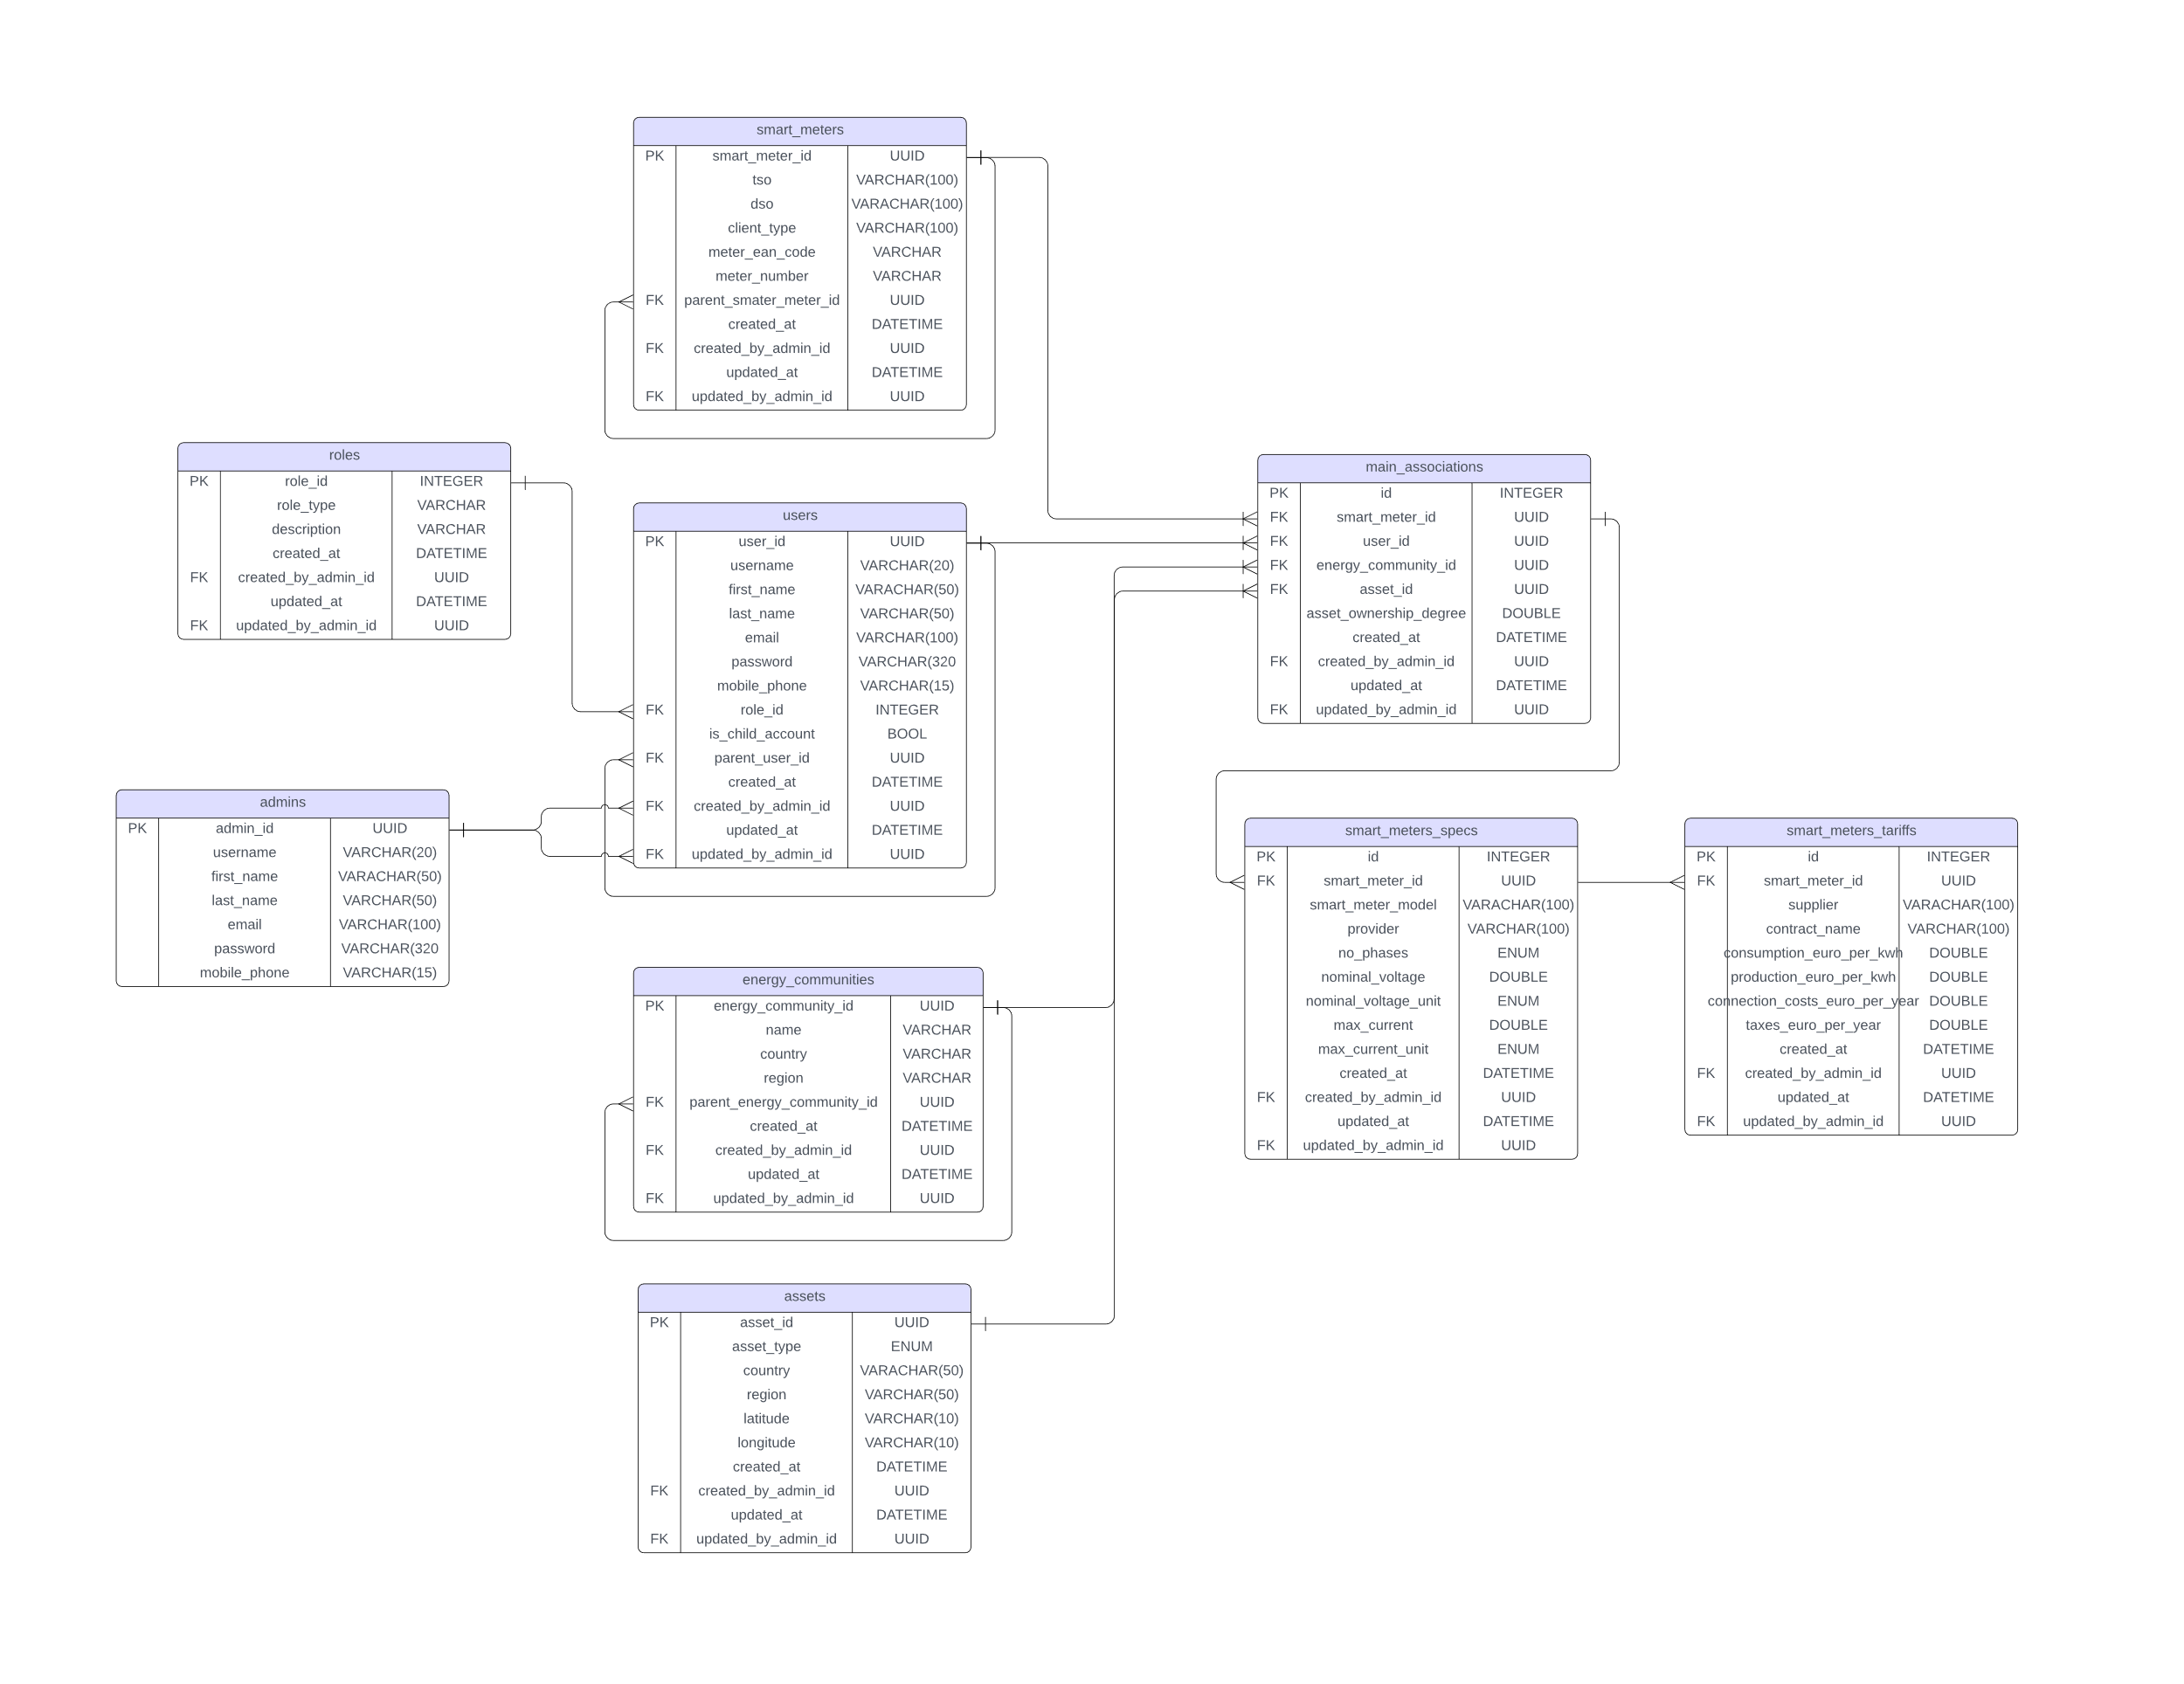 smart_meters
PK smart_meter_id UUID
tso VARCHAR(100)
dso VARACHAR(100)
client_type VARCHAR(100)
meter_ean_code VARCHAR
meter_number VARCHAR
FK parent_smater_meter_id UUID
created_at DATETIME
FK created_by_admin_id UUID
updated_at DATETIME
FK updated_by_admin_id UUID
roles
PK role_id INTEGER
role_type VARCHAR
description VARCHAR
created_at DATETIME
FK created_by_admin_id UUID
updated_at DATETIME
FK updated_by_admin_id UUID
users
PK user_id UUID
username VARCHAR(20)
first_name VARACHAR(50)
last_name VARCHAR(50)
email VARCHAR(100)
password VARCHAR(320
mobile_phone VARCHAR(15)
FK role_id INTEGER
is_child_account BOOL
FK parent_user_id UUID
created_at DATETIME
FK created_by_admin_id UUID
updated_at DATETIME
FK updated_by_admin_id UUID
main_associations
PK id INTEGER
FK smart_meter_id UUID
FK user_id UUID
FK energy_community_id UUID
FK asset_id UUID
asset_ownership_degree DOUBLE
created_at DATETIME
FK created_by_admin_id UUID
updated_at DATETIME
FK updated_by_admin_id UUID
admins
PK admin_id UUID
username VARCHAR(20)
first_name VARACHAR(50)
last_name VARCHAR(50)
email VARCHAR(100)
password VARCHAR(320
mobile_phone VARCHAR(15)
smart_meters_specs
PK id INTEGER
FK smart_meter_id UUID
smart_meter_model VARACHAR(100)
provider VARCHAR(100)
no_phases ENUM
nominal_voltage DOUBLE
nominal_voltage_unit ENUM
max_current DOUBLE
max_current_unit ENUM
created_at DATETIME
FK created_by_admin_id UUID
updated_at DATETIME
FK updated_by_admin_id UUID
smart_meters_tariffs
PK id INTEGER
FK smart_meter_id UUID
supplier VARACHAR(100)
contract_name VARCHAR(100)
consumption_euro_per_kwh DOUBLE
production_euro_per_kwh DOUBLE
connection_costs_euro_per_year DOUBLE
taxes_euro_per_year DOUBLE
created_at DATETIME
FK created_by_admin_id UUID
updated_at DATETIME
FK updated_by_admin_id UUID
energy_communities
PK energy_community_id UUID
name VARCHAR
country VARCHAR
region VARCHAR
FK parent_energy_community_id UUID
created_at DATETIME
FK created_by_admin_id UUID
updated_at DATETIME
FK updated_by_admin_id UUID
assets
PK asset_id UUID
asset_type ENUM
country VARACHAR(50)
region VARCHAR(50)
latitude VARCHAR(10)
longitude VARCHAR(10)
created_at DATETIME
FK created_by_admin_id UUID
updated_at DATETIME
FK updated_by_admin_id UUID